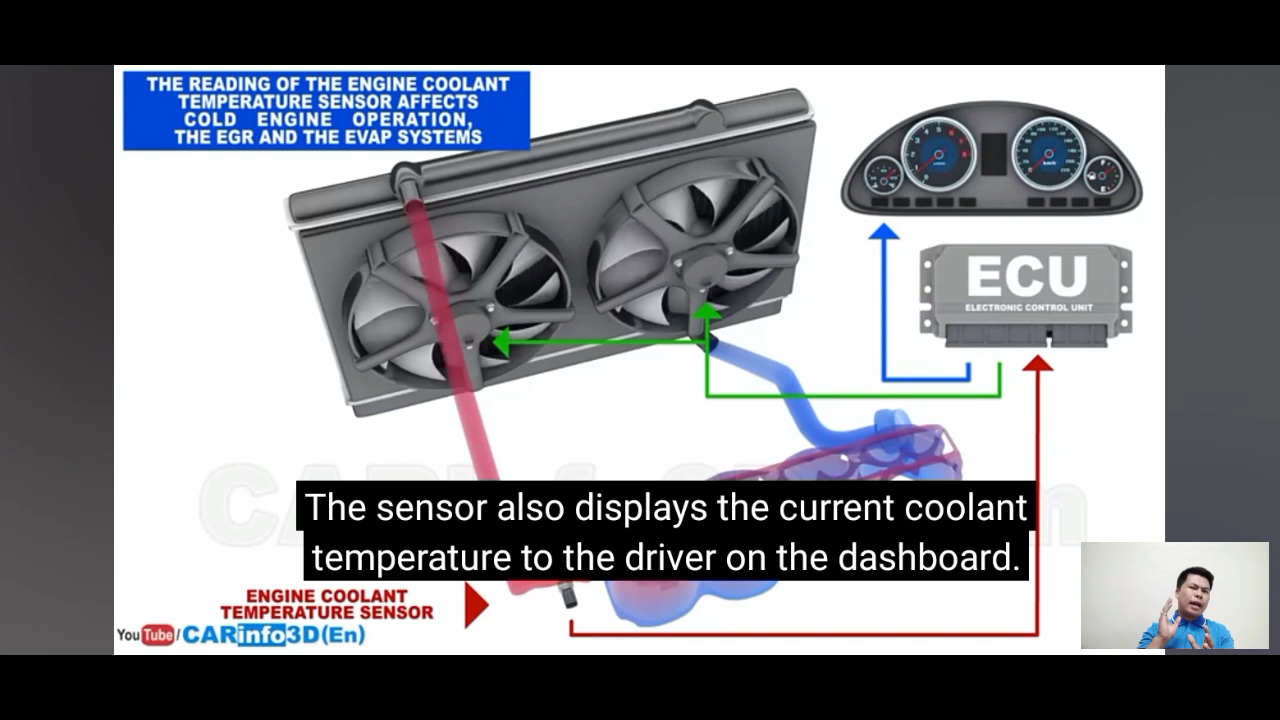 THE READING OF THE ENGINE COOLANT
TEMPERATURE SENSOR AFFECTS
COLD ENGINE OPERATION,
THE EGR AND THE EVAP SYSTEMS
ECU
ELECTRONIC CONTROL UNIT
The sensor also displays the current coolant
temperature to the driver on the dashboard.
ENGINE COOLANT
TEMPERATURE SENSOR
YouTube/CARinfo3D(En)